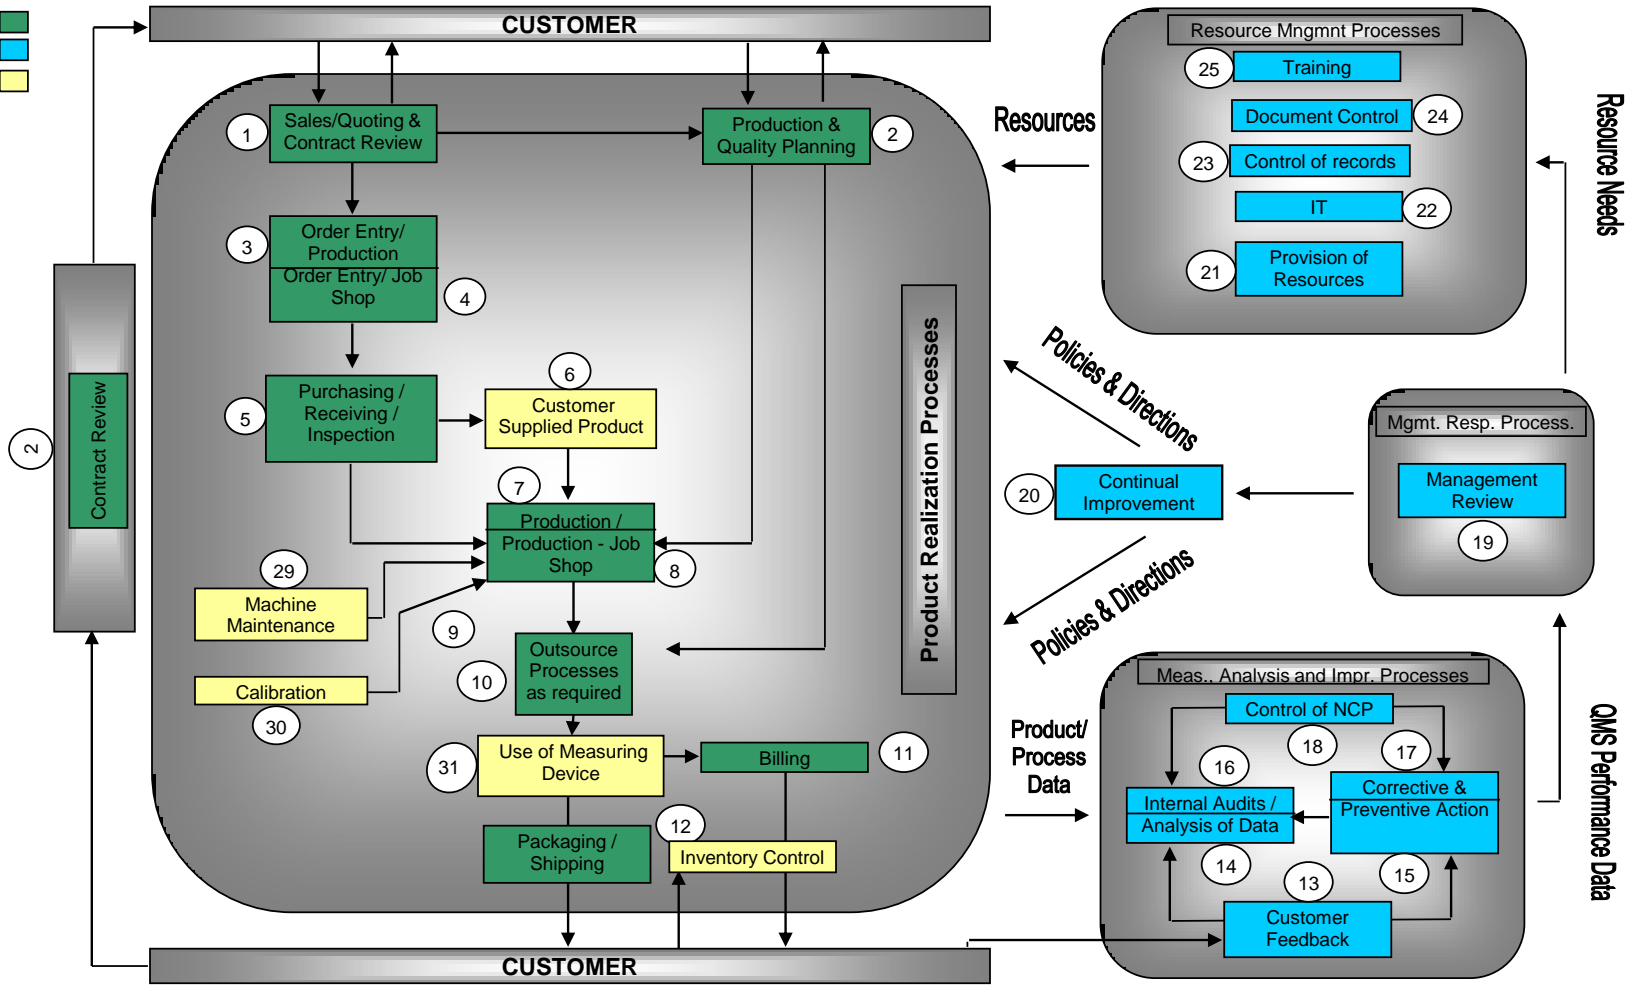 CUSTOMER
Resource Mngmnt Processes
25
Training
Sales/Quoting &
Contract Review
1
Production &
Quality Planning
2
Resources
Document Control
24
23
Control of records
IT
22
Resource Needs
3
Order Entry/
Production
Order Entry/ Job
Shop
4
21
Provision of
Resources
Product Realization Processes
Policies & Directions
6
5
Purchasing /
Receiving /
Inspection
Customer
Supplied Product
2
Contract Review
Mgmt. Resp. Process.
20
Continual
Improvement
Management
Review
19
7
Production /
Production - Job
Shop
8
29
Machine
Maintenance
9
Policies & Directions
10
Outsource
Processes
as required
Calibration
30
Meas., Analysis and Impr. Processes
Control of NCP
18
17
16
Product/
Process
Data
QMS Performance Data
31
Use of Measuring
Device
Billing
11
Internal Audits /
Analysis of Data
Corrective &
Preventive Action
12
Packaging /
Shipping
Inventory Control
14
13
15
Customer
Feedback
CUSTOMER